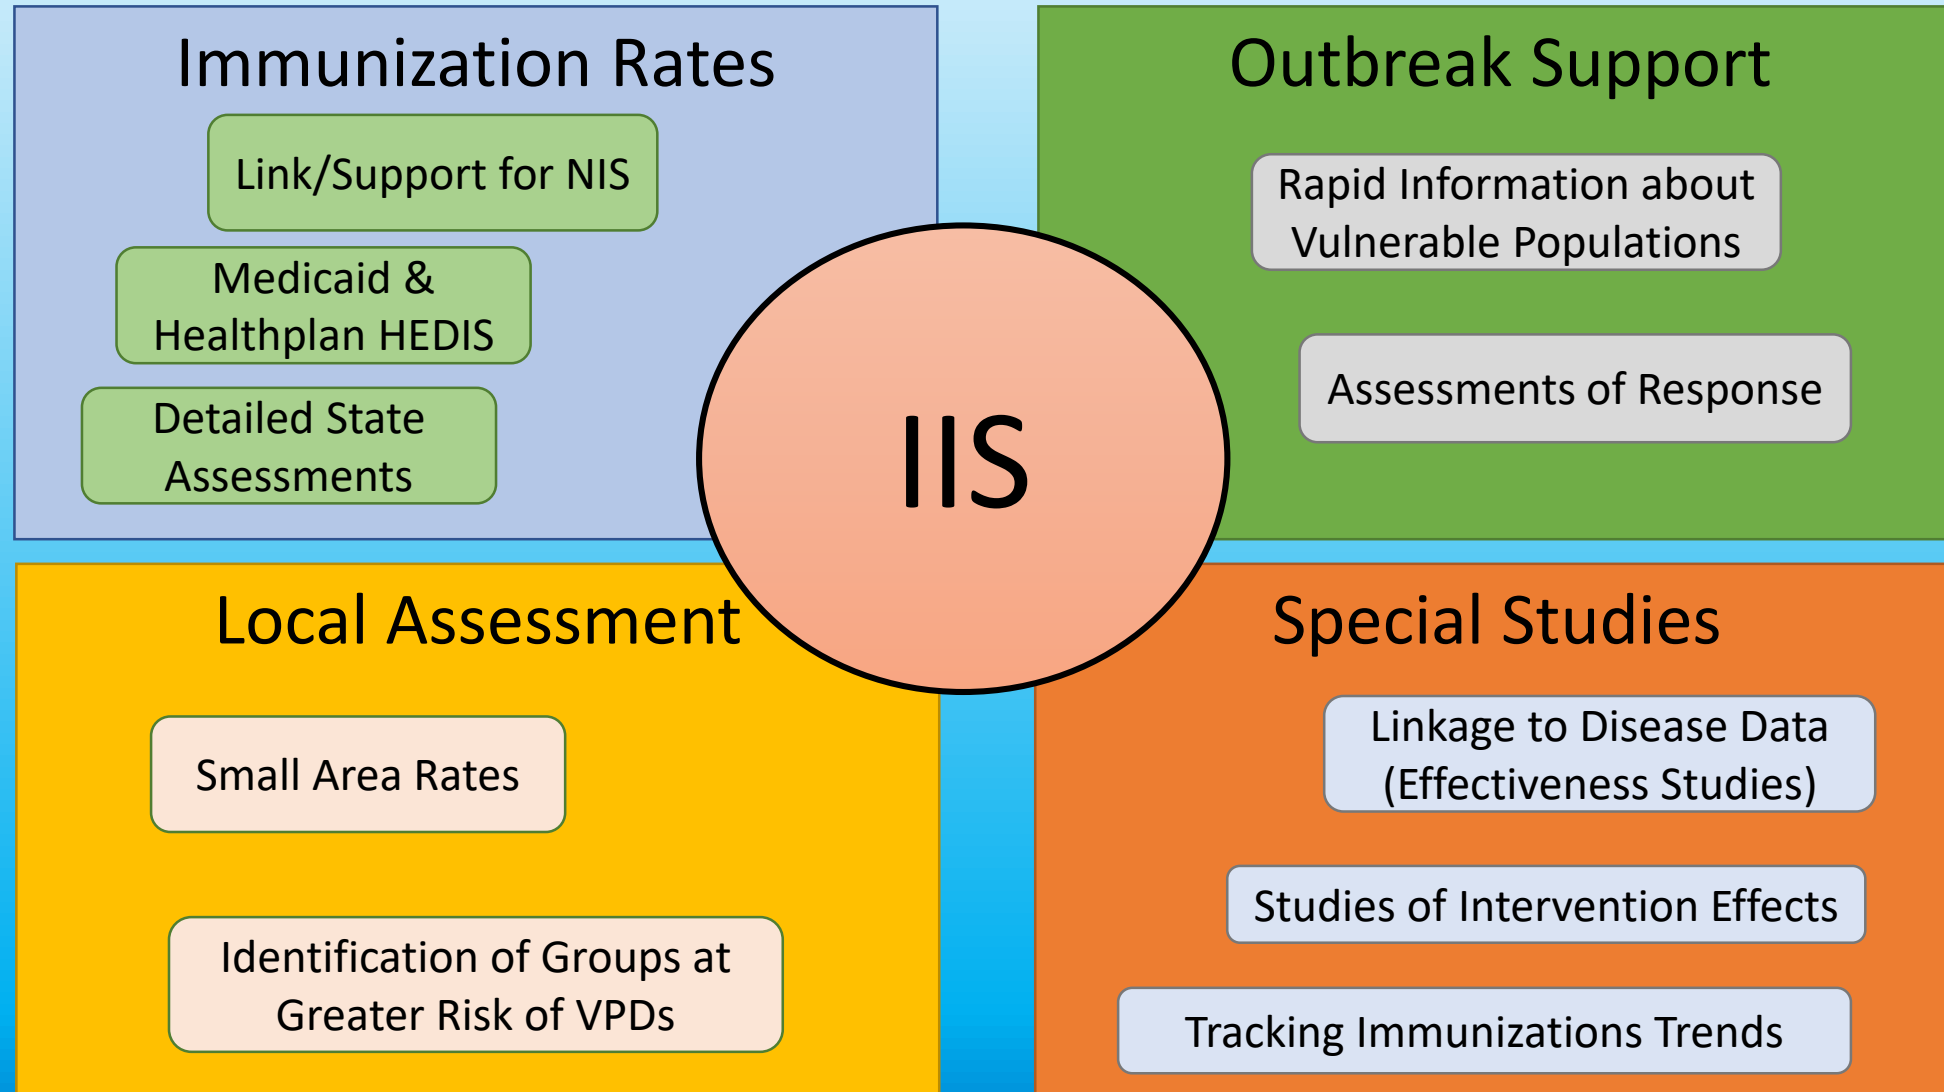 Immunization Rates
Link/Support for NIS
Medicaid &
Healthplan HEDIS
Detailed State
Assessments
Outbreak Support
Rapid Information about
Vulnerable Populations
Assessments of Response
IIS
Local Assessment
Small Area Rates
Identification of Groups at
Greater Risk of VPDs
Special Studies
Linkage to Disease Data
(Effectiveness Studies)
Studies of Intervention Effects
Tracking Immunizations Trends